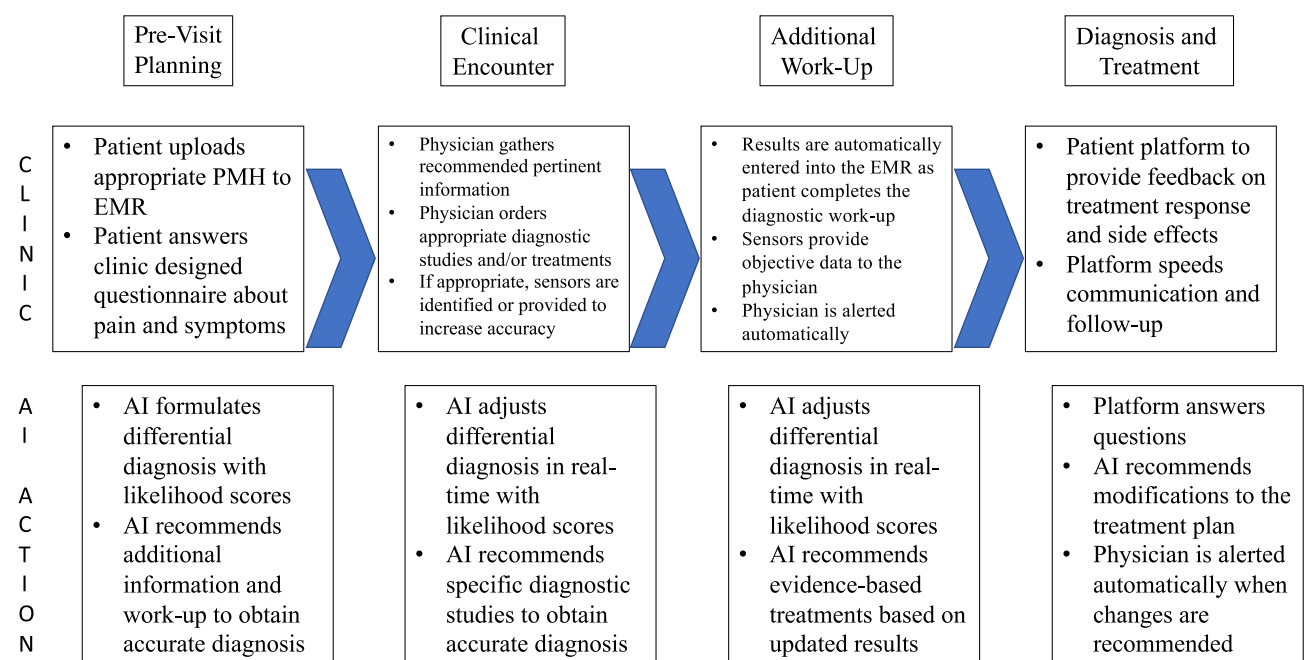 Pre-Visit
Planning
Clinical
Encounter
Additional
Work-Up
Diagnosis and
Treatment
CLINIC
• Patient uploads
appropriate PMH to
EMR
• Patient answers
clinic designed
questionnaire about
pain and symptoms
• Physician gathers
recommended pertinent
information
• Physician orders
appropriate diagnostic
studies and/or treatments
• If appropriate, sensors are
identified or provided to
increase accuracy
• Results are automatically
entered into the EMR as
patient completes the
diagnostic work-up
• Sensors provide
objective data to the
physician
• Physician is alerted
automatically
• Patient platform to
provide feedback on
treatment response
and side effects
• Platform speeds
communication and
follow-up
AI ACTION
• AI formulates
differential
diagnosis with
likelihood scores
• AI recommends
additional
information and
work-up to obtain
accurate diagnosis
• AI adjusts
differential
diagnosis in real-
time with
likelihood scores
• AI recommends
specific diagnostic
studies to obtain
accurate diagnosis
• AI adjusts
differential
diagnosis in real-
time with
likelihood scores
• AI recommends
evidence-based
treatments based on
updated results
• Platform answers
questions
• AI recommends
modifications to the
treatment plan
• Physician is alerted
automatically when
changes are
recommended